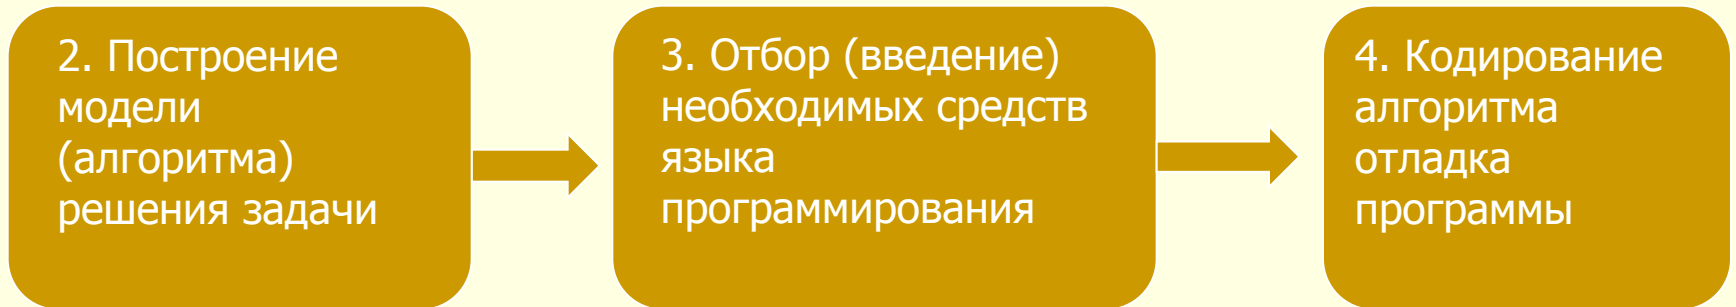 2. Построение
модели
(алгоритма)
решения задачи
3. Отбор (введение)
необходимых средств
языка
программирования
4. Кодирование
алгоритма
отладка
программы